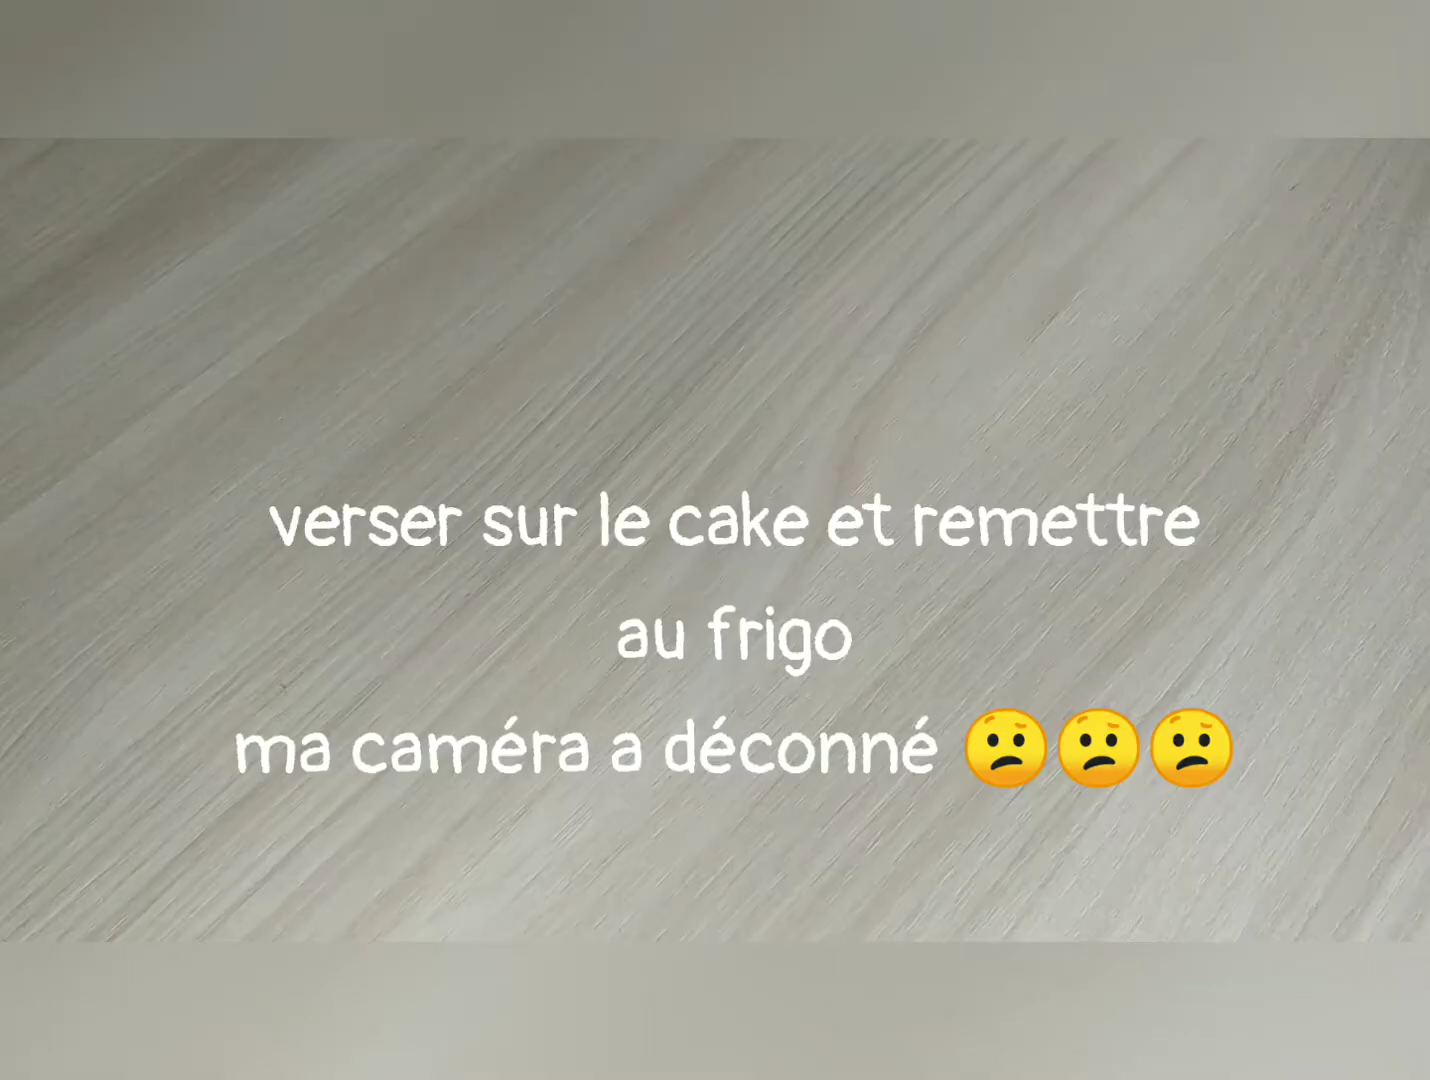 verser sur le cake et remettre
au frigo
ma caméra a déconné 😕😕😕